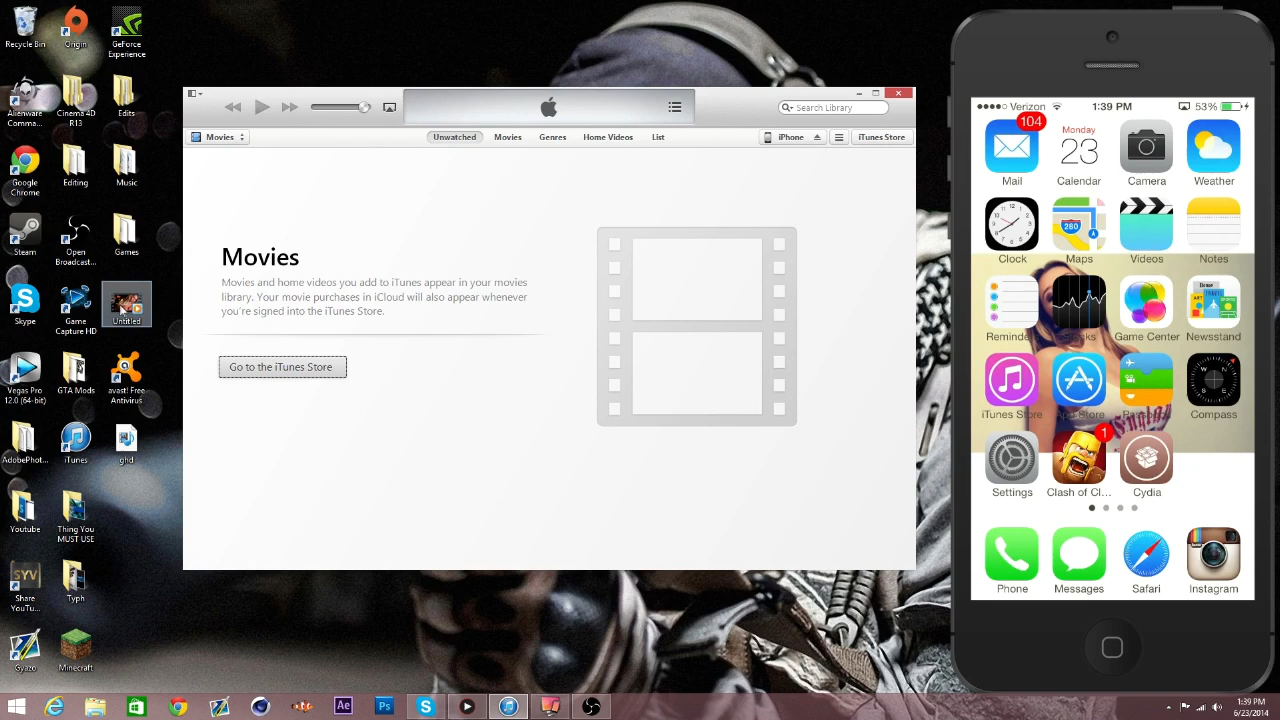 Recycle Bin
Origin
GeForce
Experience
Alienware
Comma...
Cinema 4D
R13
Edits
Google
Chrome
Editing
Music
Steam
Open
Broadcast...
Games
Skype
Game
Capture HD
Untitled
Vegas Pro
12.0 (64-bit)
GTA Mods
avast! Free
Antivirus
AdobePhot...
iTunes
ghd
Youtube
Thing You
MUST USE
SYV
Share
YouTu...
Typh
Gyazo
Minecraft
Search Library
Movies
Unwatched
Movies
Genres
Home Videos
List
iPhone
iTunes Store
Movies
Movies and home videos you add to iTunes appear in your movies
library. Your movie purchases in iCloud will also appear whenever
you're signed into the iTunes Store.
Go to the iTunes Store
Verizon
1:39 PM
53%
104
Monday
23
Mail
Calendar
Camera
Weather
280
Clock
Maps
Videos
Notes
Home
Game Center
Newsstand
iTunes Store
App Store
Compass
1
Settings
Clash of Cl...
Cydia
Phone
Messages
Safari
Instagram
Ae
Ps
1:39 PM
6/23/2014